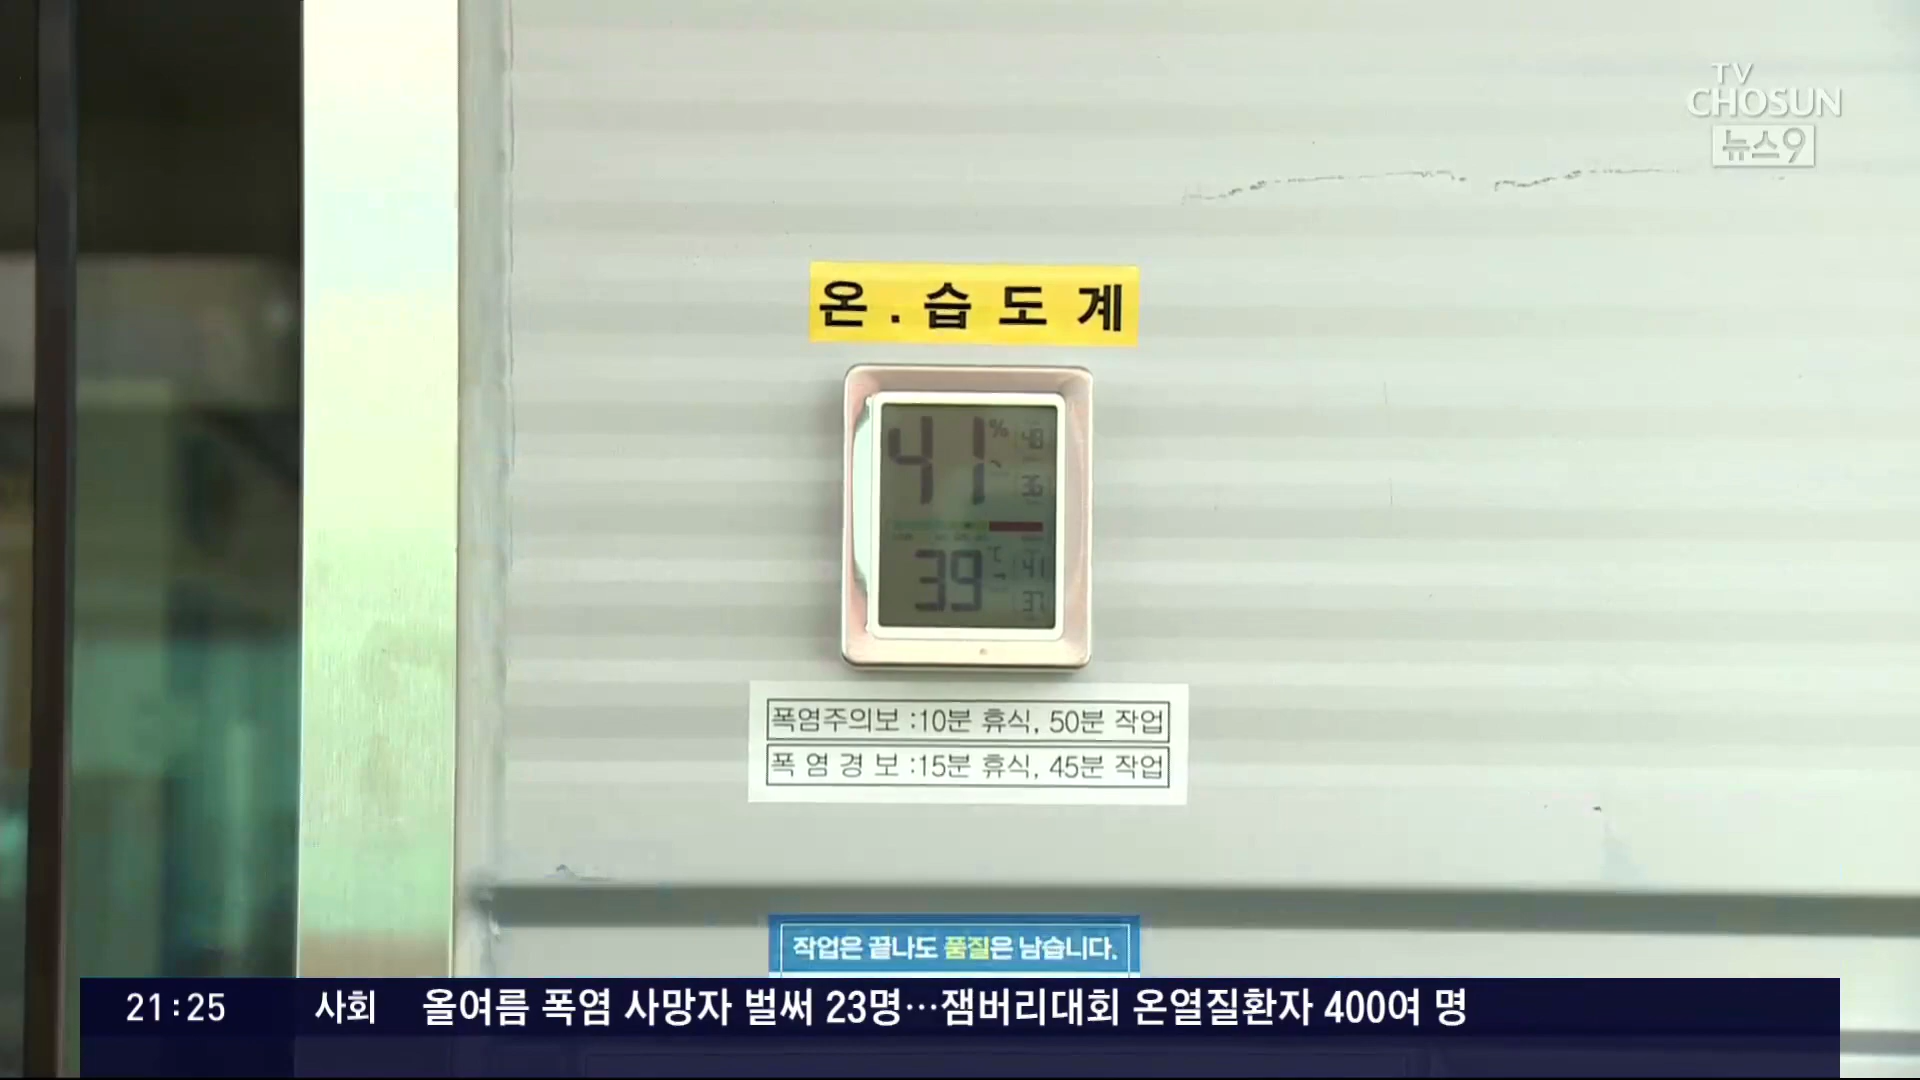 TV
CHOSUN
뉴스9
온.습도계
41%
48
36
39℃
41
37
폭염주의보 :10분 휴식, 50분 작업
폭 염 경 보 :15분 휴식, 45분 작업
작업은 끝나도 품질은 남습니다.
21:25 사회 올여름 폭염 사망자 벌써 23명…잼버리대회 온열질환자 400여 명